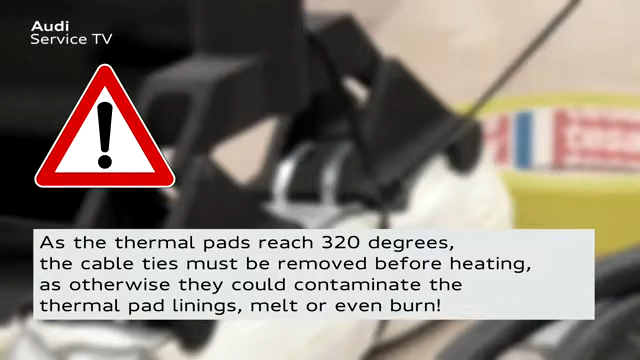 Audi
Service TV
As the thermal pads reach 320 degrees,
the cable ties must be removed before heating,
as otherwise they could contaminate the
thermal pad linings, melt or even burn!